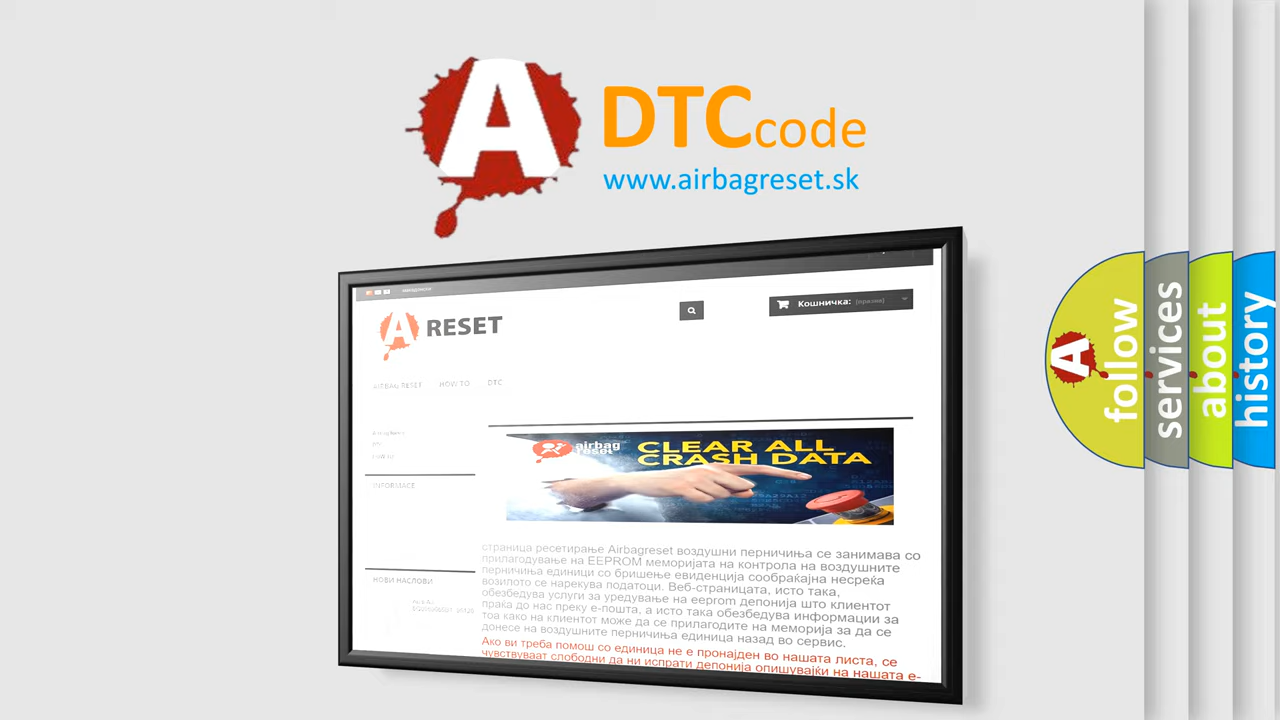 A
DTCcode
www.airbagreset.sk
Кошничка:
A RESET
AIRBAG RESET
HOW TO
DTC
airbag
reset
CLEAR ALL
CRASH DATA
INFORMACE
страница ресетирање Airbagreset воздушни перничиња се занимава со
прилагодување на EEPROM меморијата на контрола на воздушните
перничиња единици со бришење евиденција сообраќајна несреќа
возилото се нарекува податоци. Веб-страницата, исто така,
обезбедува услуги за уредување на eeprom депонија што клиентот
праќа до нас преку е-пошта, а исто така обезбедува информации за
тоа како на клиентот може да се прилагодите на меморија за да се
донесе на воздушните перничиња единица назад во сервис.
НОВИ НАСЛОВИ
Ако ви треба помош со единица не е пронајден во нашата листа, се
чувствуваат слободни да ни испрати депонија опишувајќи на нашата е-
A
follow
services
about
history